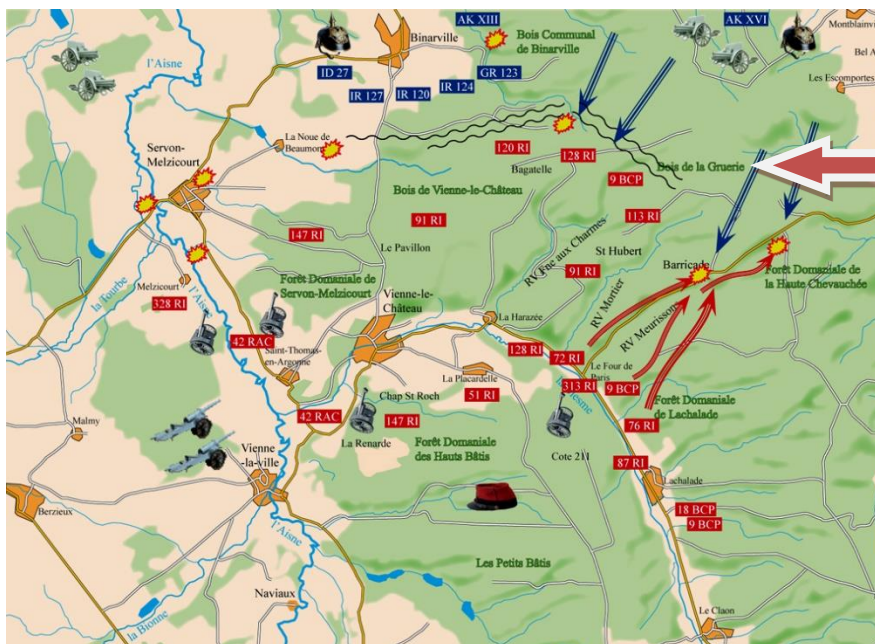 AK XIII
AK XVI
Montblainvi
Binarville
Bois Communal
de Binarville
Bel A
ID 27
GR 123
IR 124
IR 127
IR 120
Les Escomportes
l'Aisne
La Noue de
Beaumont
Servon-
Melzicourt
120 RI
128 RI
Bagatelle
Bois de la Gruerie
9 BCP
Bois de Vienne-le-Château
91 RI
113 RI
147 RI
Le Pavillon
St Hubert
RV Fne aux Charmes
91 RI
Barricade
Forêt Domaniale de
la Haute Chevauchée
Forêt Domaniale de
Servon-Melzicourt
Melzicourt
328 RI
la Tourbe
l'Aisne
Vienne-le-
Château
RV Mortier
RV Meurisson
La Harazée
42 RAC
Saint-Thomas-
en-Argonne
128 RI
72 RI
Le Four de
Paris
La Placardelle
313 RI
9 BCP
51 RI
Chap St Roch
Forêt Domaniale
de Lachalade
42 RAC
147 RI
76 RI
Malmy
La Renarde
Forêt Domaniale
des Hauts Bâtis
Cote 211
Vienne
-la-ville
87 RI
Lachalade
Berzieux
18 BCP
9 BCP
l'Aisne
Les Petits Bâtis
Naviaux
la Bionne
Le Claon